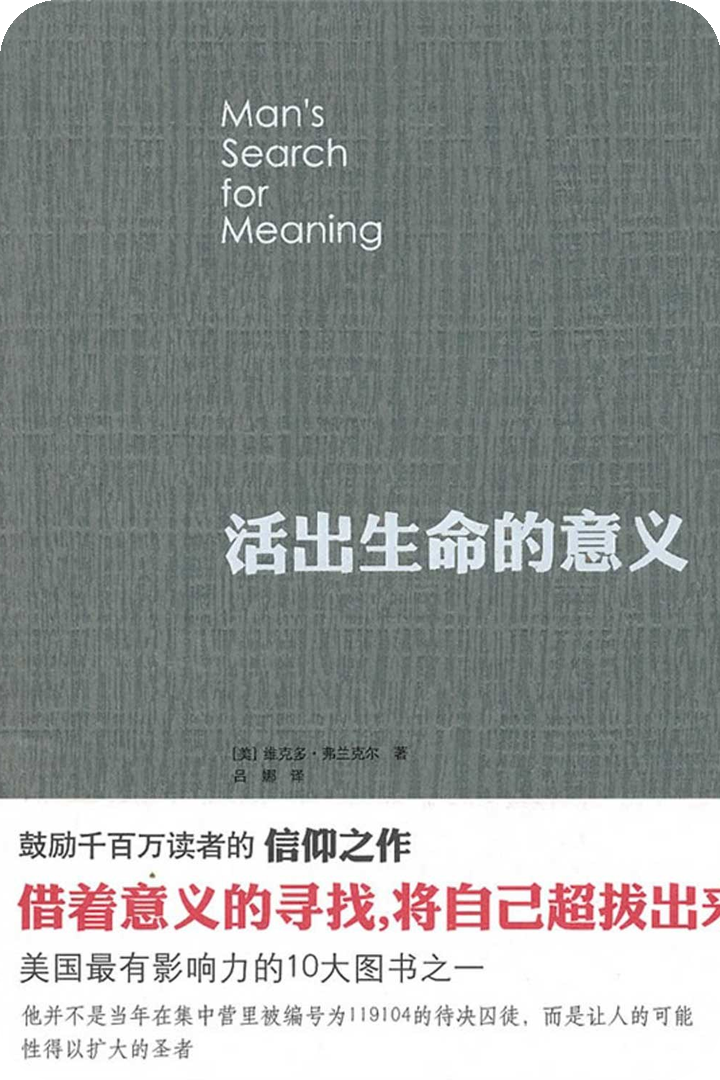 Man's
Search
for
Meaning
活出生命的意义
[美] 维克多·弗兰克尔 著
吕 娜 译
鼓励千百万读者的 信仰之作
借着意义的寻找,将自己超拔出来
美国最有影响力的10大图书之一
他并不是当年在集中营里被编号为119104的待决囚徒，而是让人的可能
性得以扩大的圣者